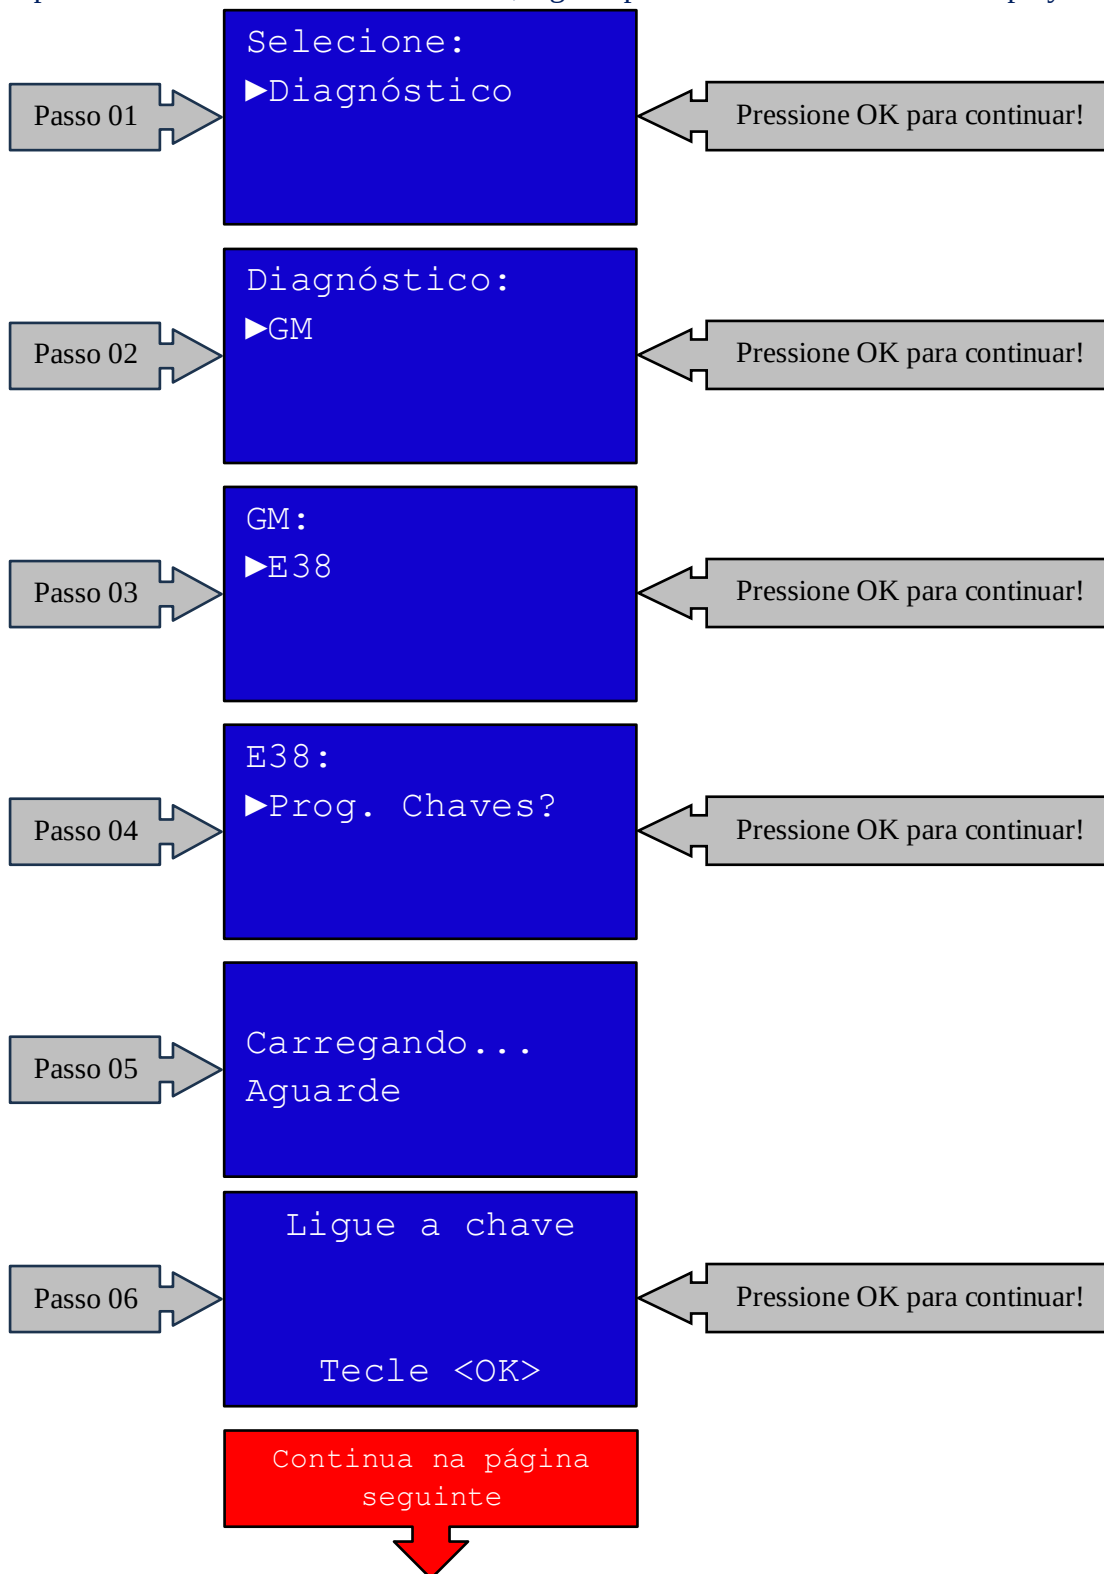 Selecione:
►Diagnóstico
Passo 01
Pressione OK para continuar!
Diagnóstico:
►GM
Passo 02
Pressione OK para continuar!
GM:
►E38
Passo 03
Pressione OK para continuar!
E38:
►Prog. Chaves?
Passo 04
Pressione OK para continuar!
Carregando...
Aguarde
Passo 05
Ligue a chave
Passo 06
Pressione OK para continuar!
Tecle <OK>
Continua na página
seguinte